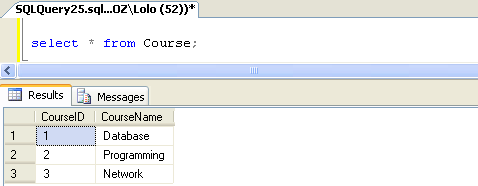 SQLQuery25.sql...OZ\Lolo (52))*
select * from Course;
Results Messages
CourseID CourseName
1 1 Database
2 2 Programming
3 3 Network